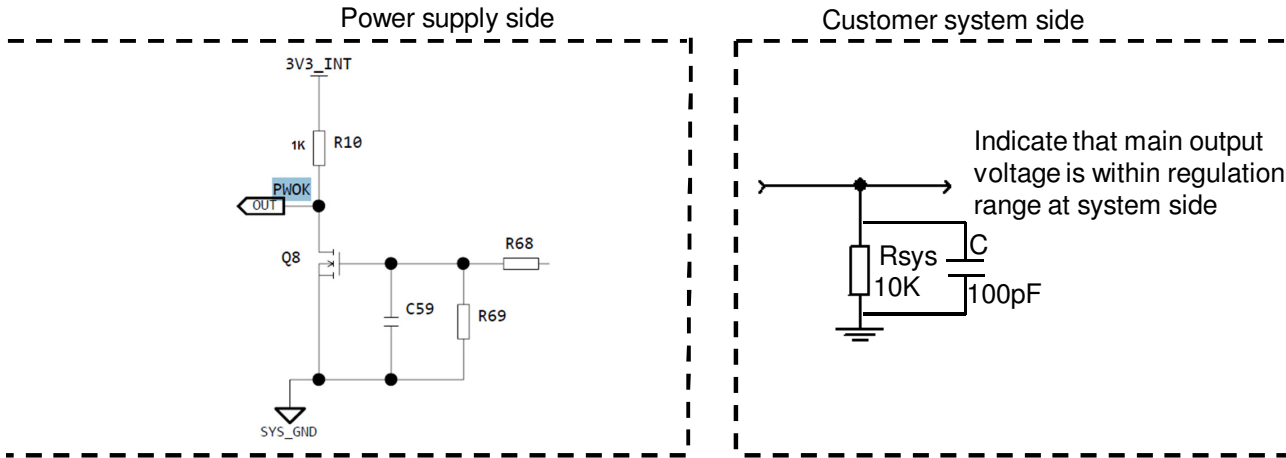 Power supply side
Customer system side
3V3_INT
1K
R10
PWOK
OUT
Q8
R68
C59
R69
SYS_GND
Indicate that main output
voltage is within regulation
range at system side
Rsys
10K
C
100pF